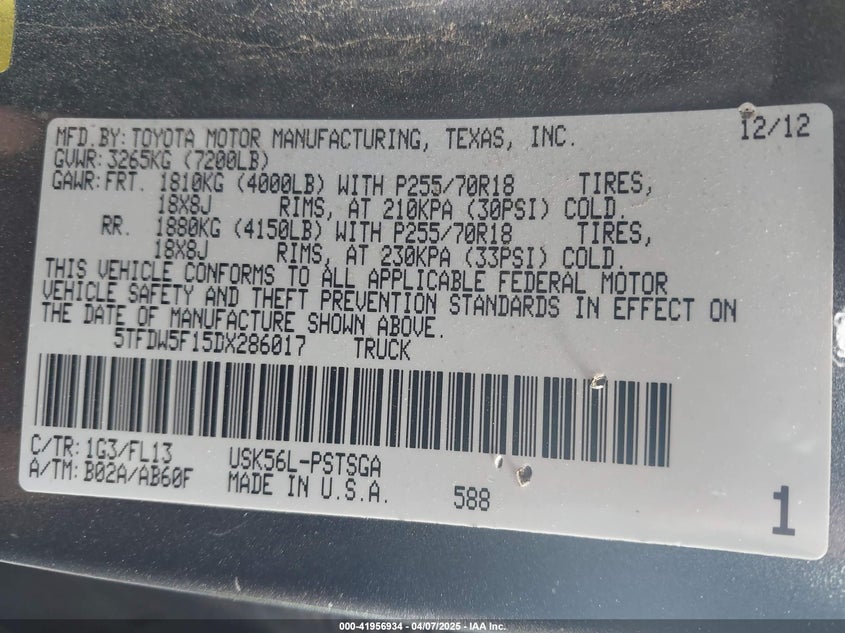 MFD. BY: TOYOTA MOTOR MANUFACTURING, TEXAS, INC. 12/12
GVWR: 3265KG (7200LB)
GAWR: FRT. 1810KG (4000LB) WITH P255/70R18 TIRES,
18X8J RIMS, AT 210KPA (30PSI) COLD.
RR. 1880KG (4150LB) WITH P255/70R18 TIRES,
18X8J RIMS, AT 230KPA (33PSI) COLD.
THIS VEHICLE CONFORMS TO ALL APPLICABLE FEDERAL MOTOR
VEHICLE SAFETY AND THEFT PREVENTION STANDARDS IN EFFECT ON
THE DATE OF MANUFACTURE SHOWN ABOVE.
5TFDW5F15DX286017 TRUCK
C/TR: 1G3/FL13 USK56L-PSTSGA
A/TM: B02A/AB60F MADE IN U.S.A. 588 1
000-41956934 - 04/07/2025 - IAA Inc.